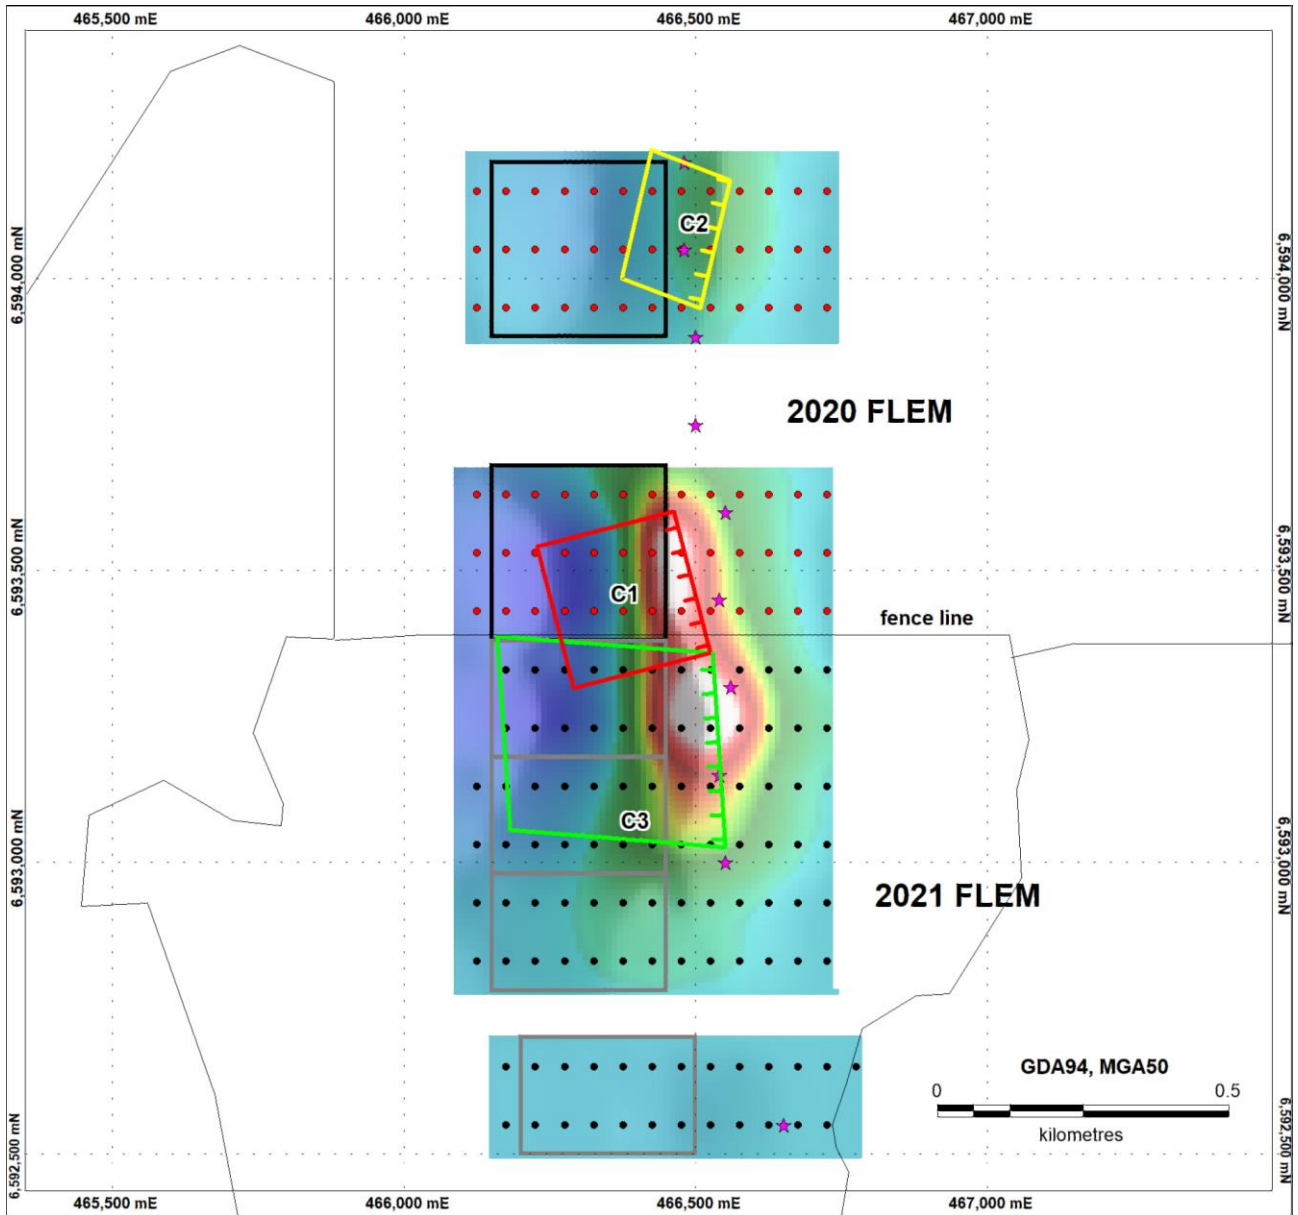 465,500 mE 466,000 mE 466,500 mE 467,000 mE
C2
6,594,000 mN 6,594,000 mN
2020 FLEM
6,593,500 mN 6,593,500 mN
C1
fence line
C3
6,593,000 mN 6,593,000 mN
2021 FLEM
GDA94, MGA50
0 0.5
kilometres
6,592,500 mN 6,592,500 mN
465,500 mE 466,000 mE 466,500 mE 467,000 mE